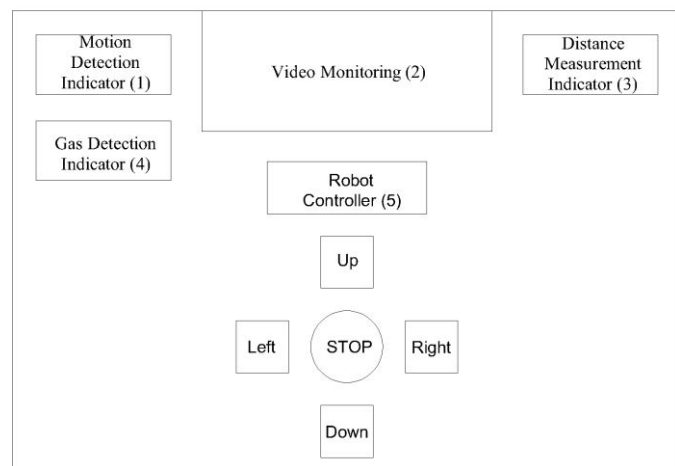 Motion
Detection
Indicator (1)
Video Monitoring (2)
Distance
Measurement
Indicator (3)
Gas Detection
Indicator (4)
Robot
Controller (5)
Up
Left
STOP
Right
Down